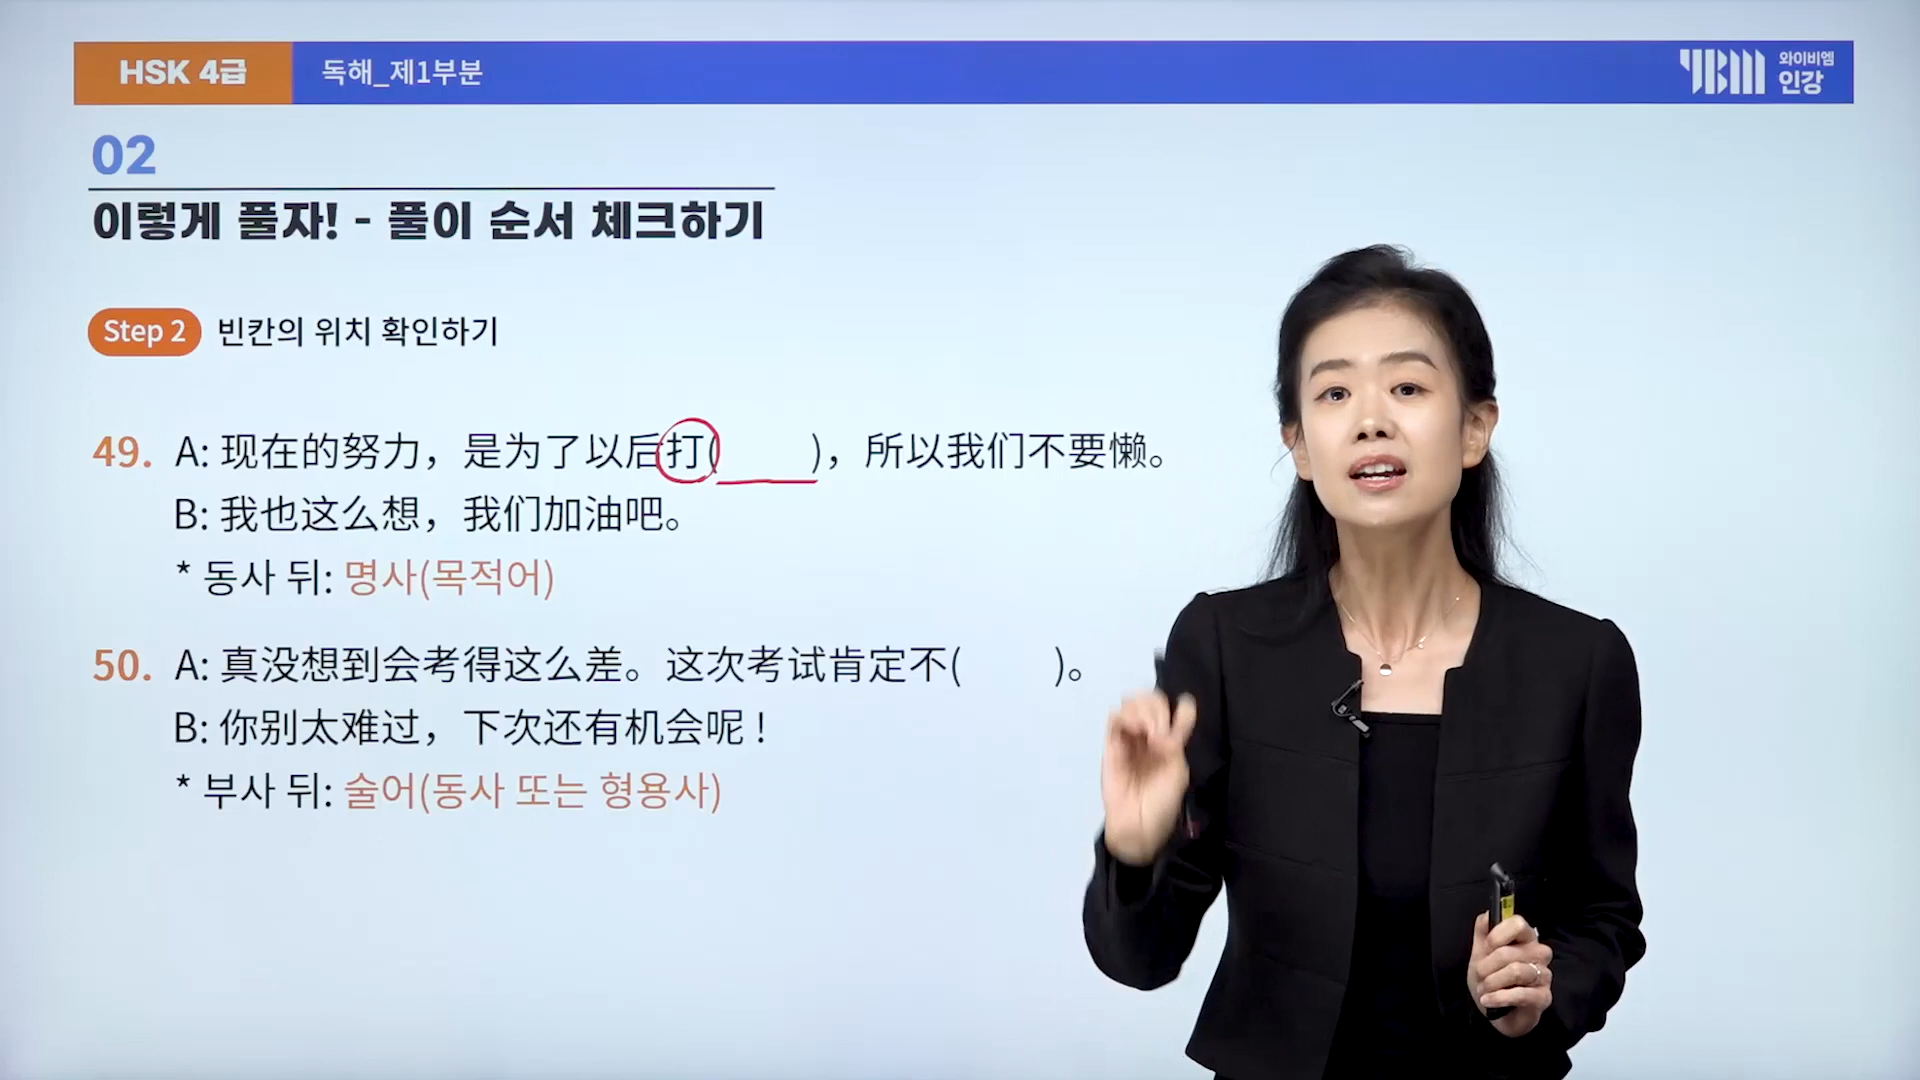 HSK 4급
독해_제1부분
YBM 와이비엠 인강
02
이렇게 풀자! - 풀이 순서 체크하기
Step 2 빈칸의 위치 확인하기
49. A: 现在的努力，是为了以后打( )，所以我们不要懒。
B: 我也这么想，我们加油吧。
* 동사 뒤: 명사(목적어)
50. A: 真没想到会考得这么差。这次考试肯定不( )。
B: 你别太难过，下次还有机会呢！
* 부사 뒤: 술어(동사 또는 형용사)